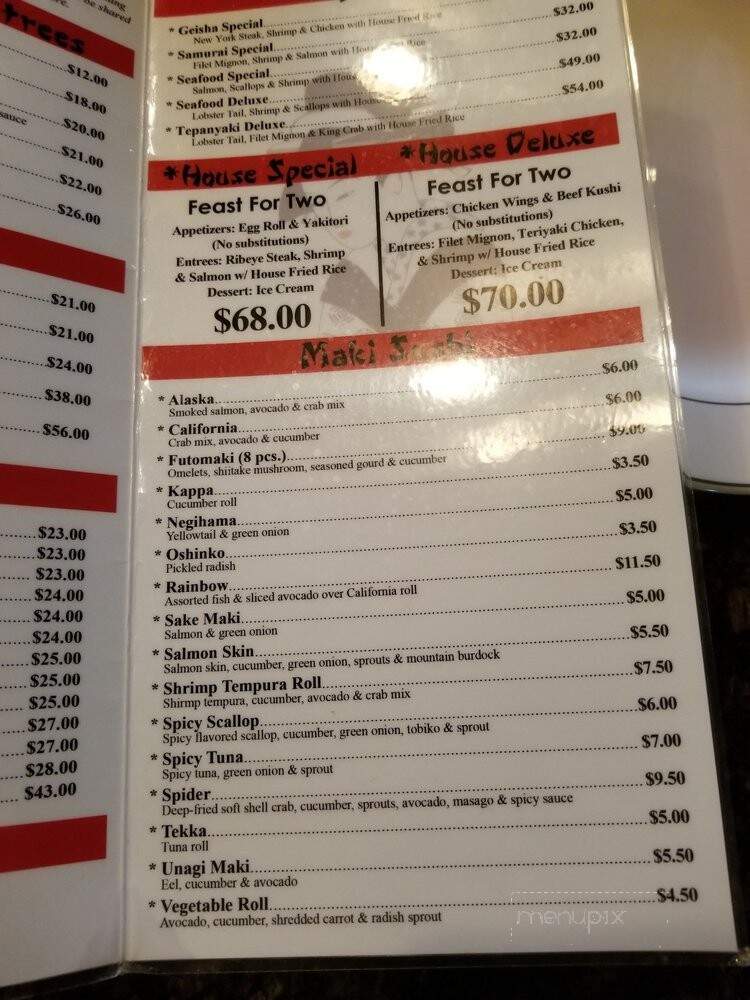 be shared
re.
trees
$12.00
$18.00
sauce
$20.00
$21.00
$22.00
$26.00
$21.00
$21.00
$24.00
$38.00
$56.00
$23.00
$23.00
$23.00
$24.00
$24.00
$24.00
$25.00
$25.00
$25.00
$27.00
$27.00
$28.00
$43.00
* Geisha Special
New York Steak, Shrimp & Chicken with House Fried Rice
$32.00
* Samurai Special
Filet Mignon, Shrimp & Salmon with House Fried Rice
$32.00
* Seafood Special
Salmon, Scallops & Shrimp with House
$49.00
* Seafood Deluxe
Lobster Tail, Shrimp & Scallops with House
$54.00
* Tepanyaki Deluxe
Lobster Tail, Filet Mignon & King Crab with House Fried Rice
*House Special
Feast For Two
Appetizers: Egg Roll & Yakitori
(No substitutions)
Entrees: Ribeye Steak, Shrimp
& Salmon w/ House Fried Rice
Dessert: Ice Cream
$68.00
*House Deluxe
Feast For Two
Appetizers: Chicken Wings & Beef Kushi
(No substitutions)
Entrees: Filet Mignon, Teriyaki Chicken,
& Shrimp w/ House Fried Rice
Dessert: Ice Cream
$70.00
Maki Sushi
* Alaska $6.00
Smoked salmon, avocado & crab mix
* California $6.00
Crab mix, avocado & cucumber
* Futomaki (8 pcs.) $9.00
Omelets, shiitake mushroom, seasoned gourd & cucumber
* Kappa $3.50
Cucumber roll
* Negihama $5.00
Yellowtail & green onion
* Oshinko $3.50
Pickled radish
* Rainbow $11.50
Assorted fish & sliced avocado over California roll
* Sake Maki $5.00
Salmon & green onion
* Salmon Skin $5.50
Salmon skin, cucumber, green onion, sprouts & mountain burdock
* Shrimp Tempura Roll $7.50
Shirmp tempura, cucumber, avocado & crab mix
* Spicy Scallop $6.00
Spicy flavored scallop, cucumber, green onion, tobiko & sprout
* Spicy Tuna $7.00
Spicy tuna, green onion & sprout
* Spider $9.50
Deep-fried soft shell crab, cucumber, sprouts, avocado, masago & spicy sauce
* Tekka $5.00
Tuna roll
* Unagi Maki $5.50
Eel, cucumber & avocado
* Vegetable Roll $4.50
Avocado, cucumber, shredded carrot & radish sprout
menupix